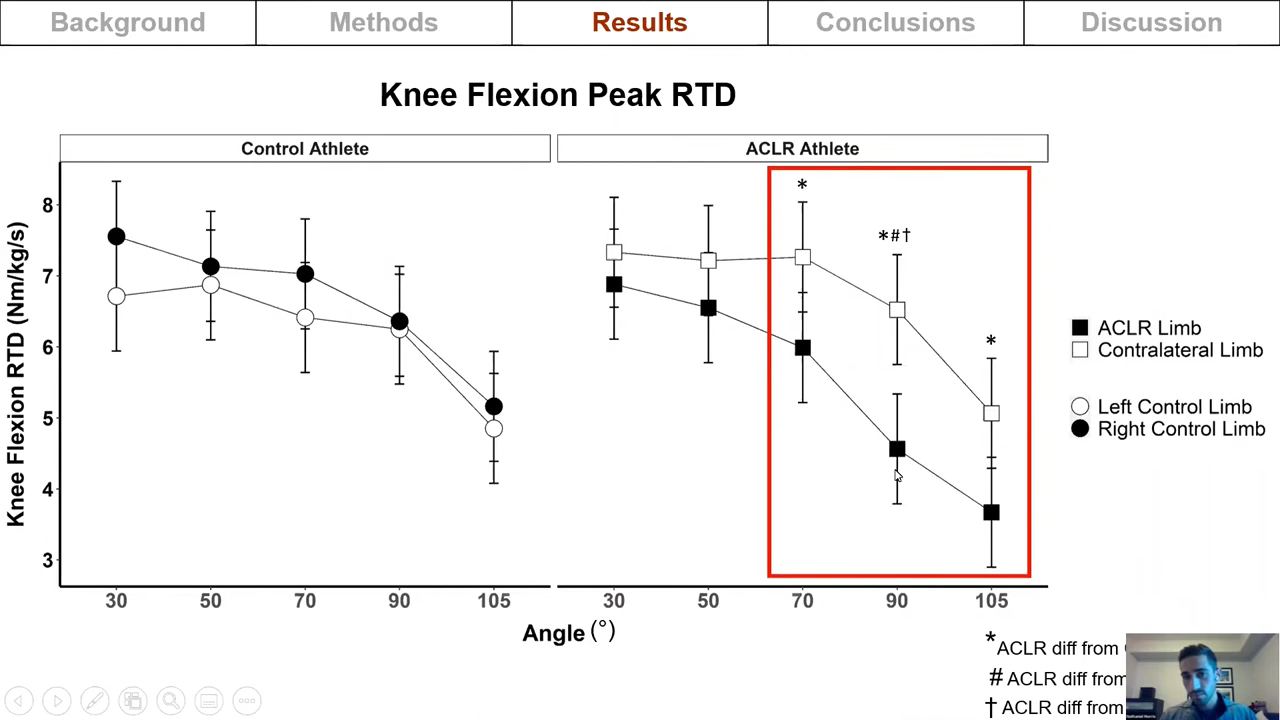 Background Methods Results Conclusions Discussion
Knee Flexion Peak RTD
Control Athlete ACLR Athlete
Knee Flexion RTD (Nm/kg/s)
8
7
6
5
4
3
*
*#†
*
ACLR Limb
Contralateral Limb
Left Control Limb
Right Control Limb
30 50 70 90 105 30 50 70 90 105
Angle (°)
*ACLR diff from
# ACLR diff from
† ACLR diff from